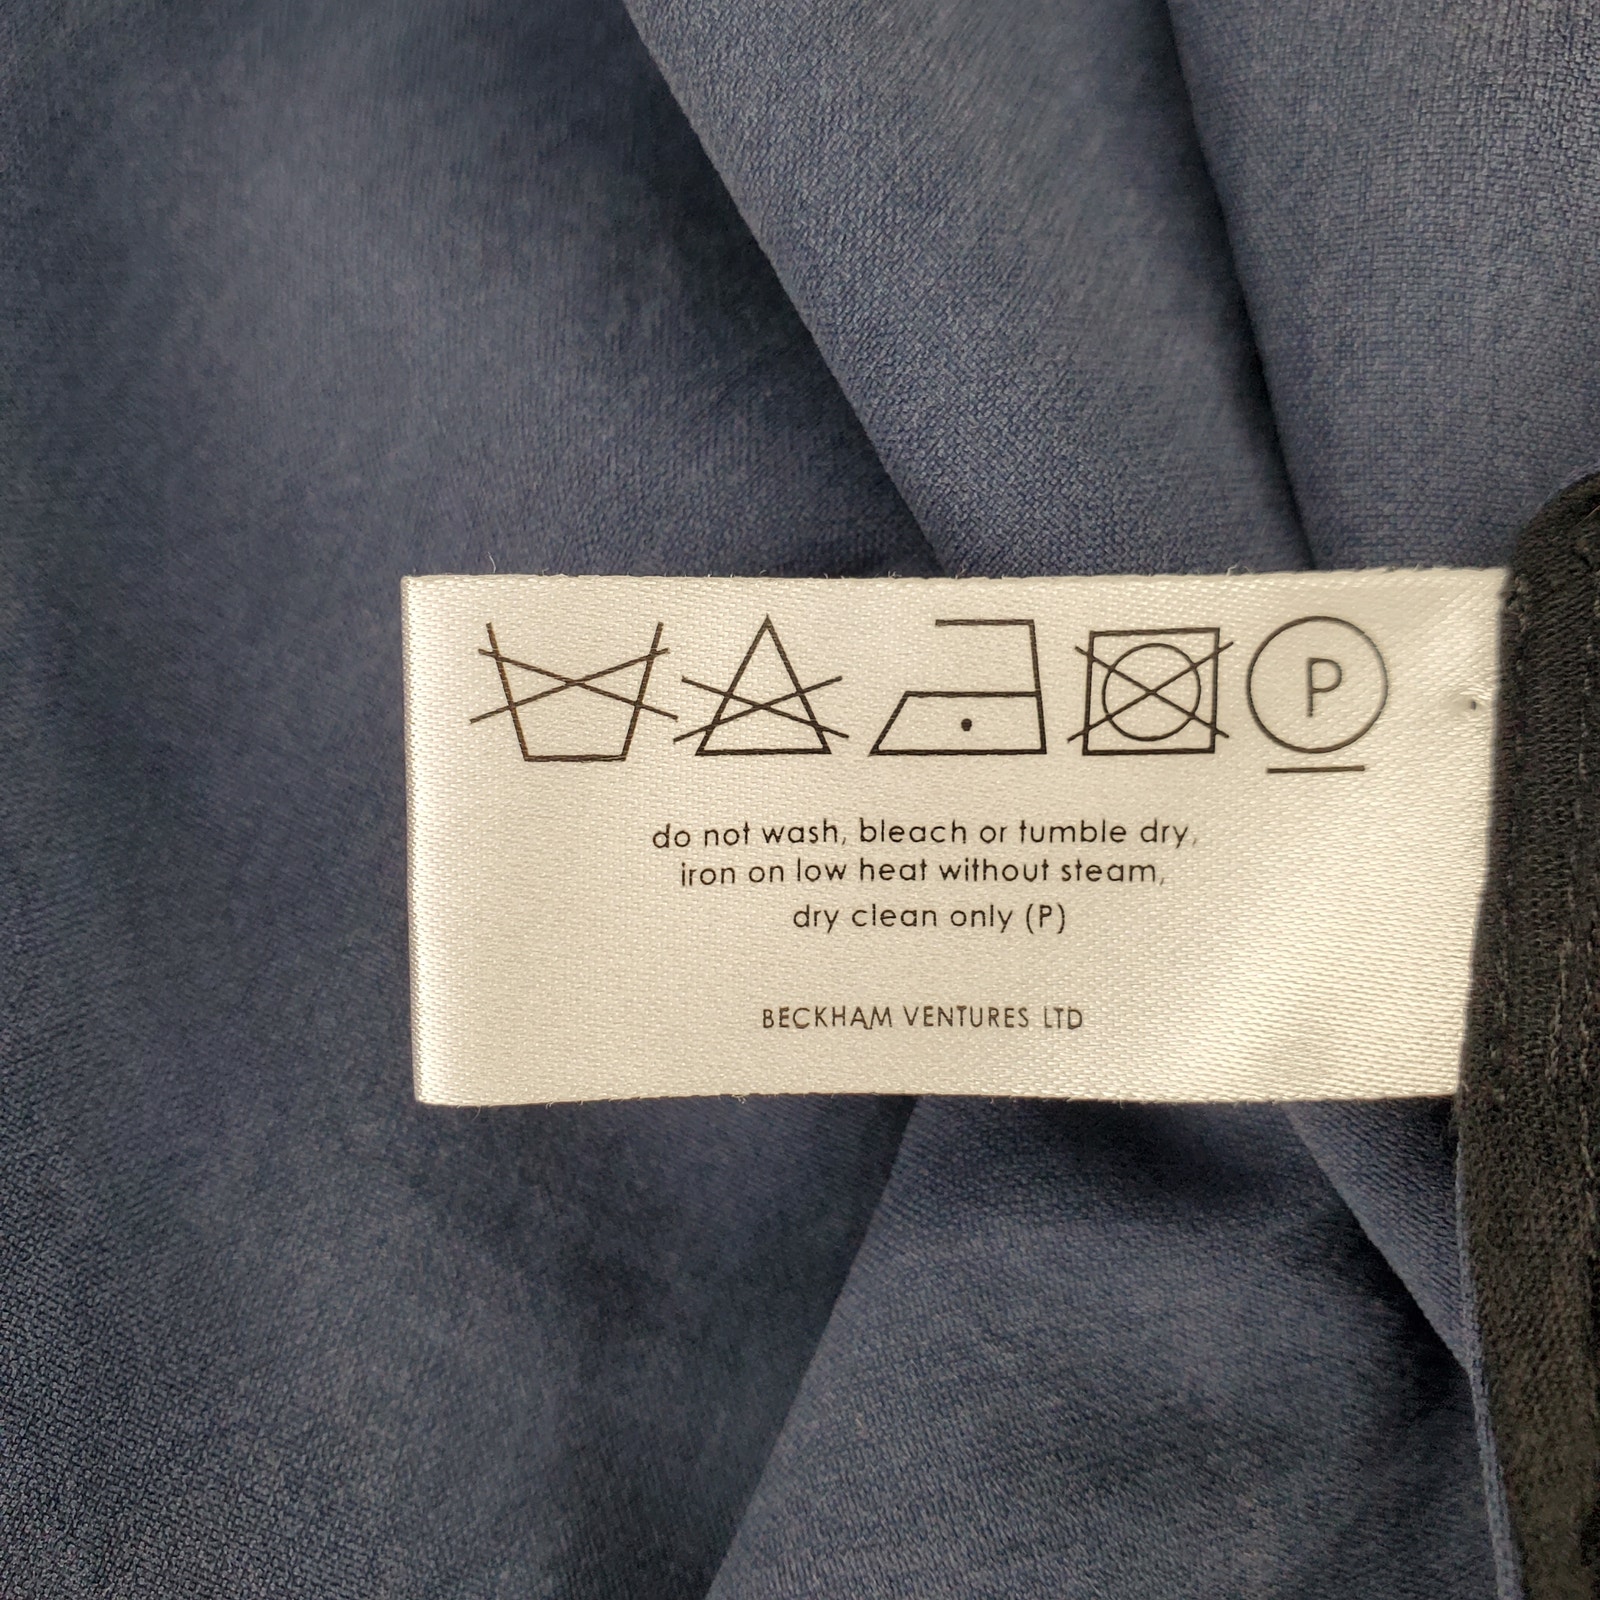 P
do not wash, bleach or tumble dry,
iron on low heat without steam,
dry clean only (P)
BECKHAM VENTURES LTD